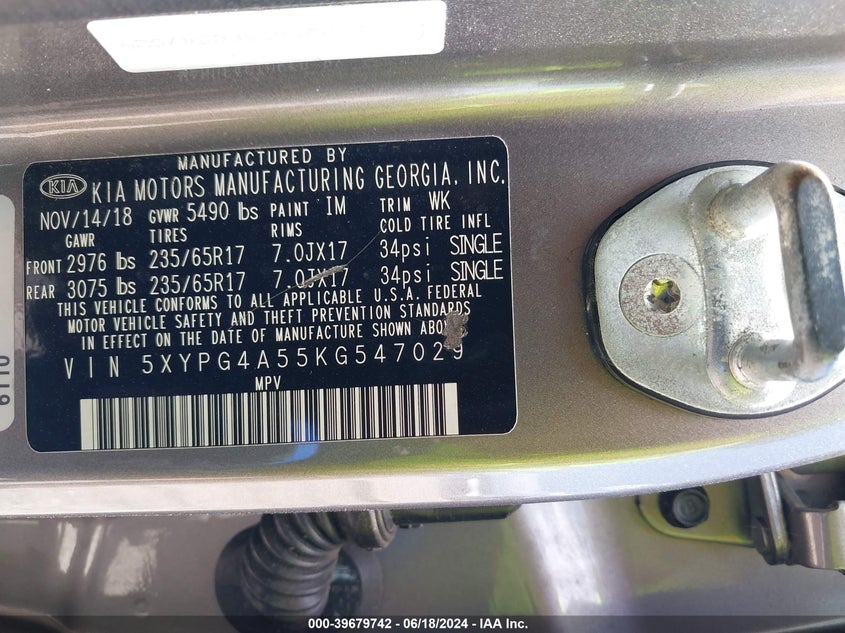 MANUFACTURED BY
KIA KIA MOTORS MANUFACTURING GEORGIA, INC.
NOV/14/18 GVWR 5490 lbs PAINT IM TRIM WK
GAWR TIRES RIMS COLD TIRE INFL
FRONT 2976 lbs 235/65R17 7.0JX17 34psi SINGLE
REAR 3075 lbs 235/65R17 7.0JX17 34psi SINGLE
THIS VEHICLE CONFORMS TO ALL APPLICABLE U.S.A. FEDERAL
MOTOR VEHICLE SAFETY AND THEFT PREVENTION STANDARDS
IN EFFECT ON THE DATE OF MANUFACTURE SHOWN ABOV
VIN 5XYPG4A55KG547029
MPV
6110
000-39679742 - 06/18/2024 - IAA Inc.